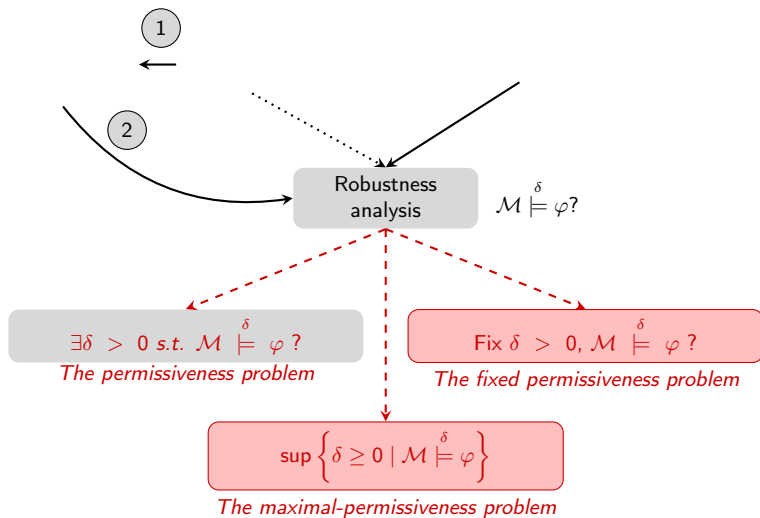 1
2
Robustness
analysis
M ⊨^δ φ?
∃δ > 0 s.t. M ⊨^δ φ ?
Fix δ > 0, M ⊨^δ φ ?
The permissiveness problem
The fixed permissiveness problem
sup {δ ≥ 0 | M ⊨^δ φ}
The maximal-permissiveness problem